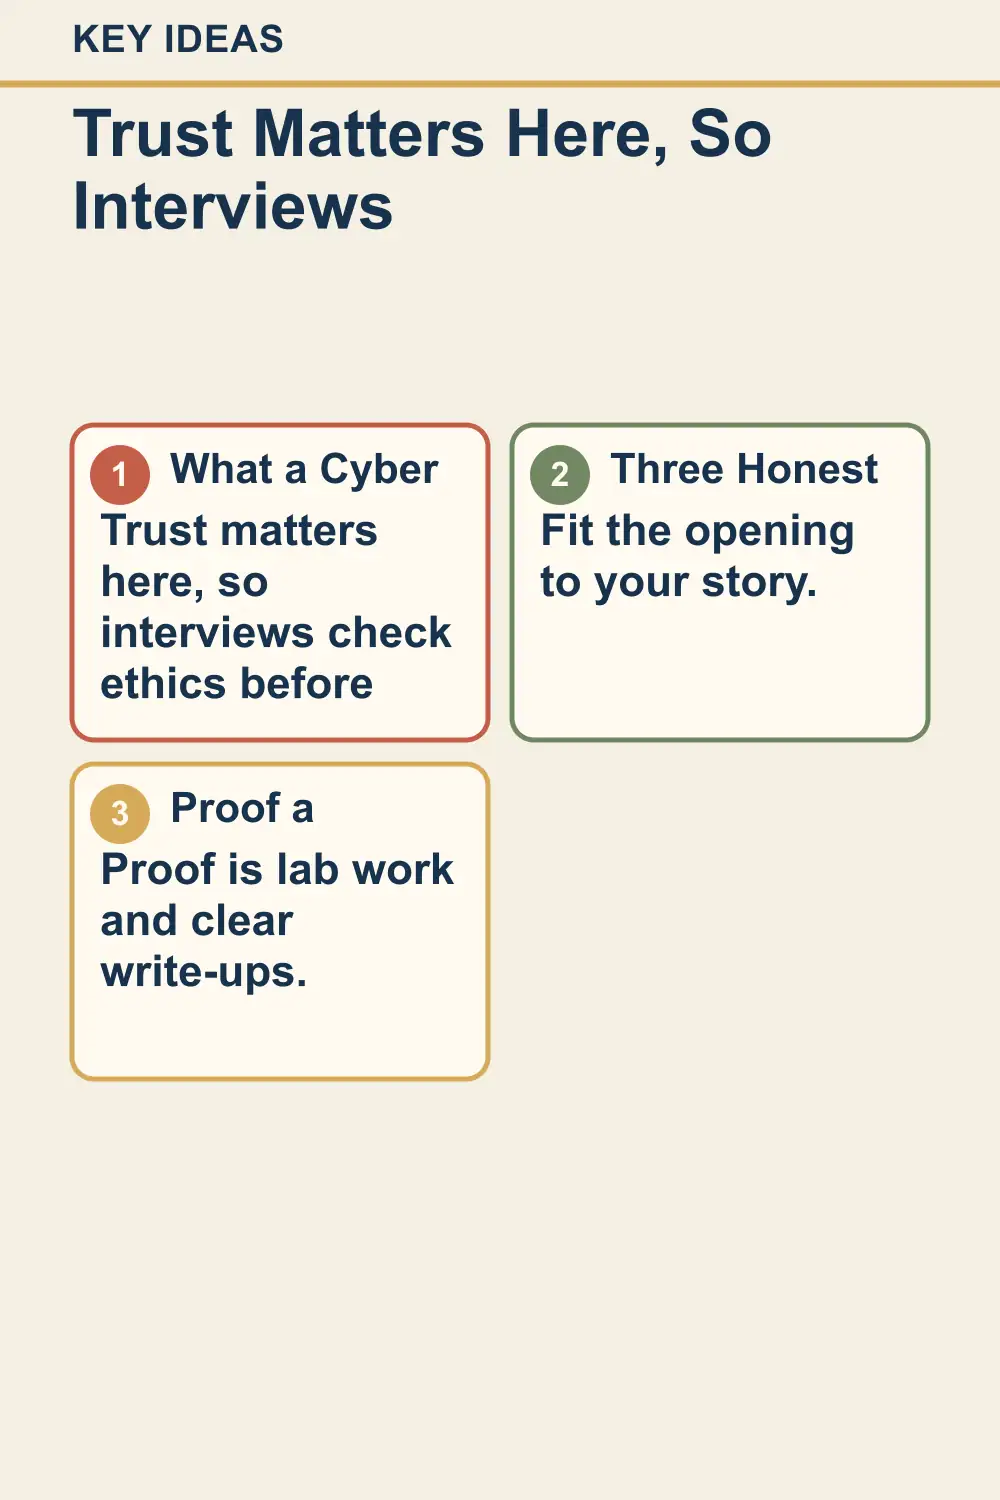 KEY IDEAS
Trust Matters Here, So
Interviews
1 What a Cyber
Trust matters
here, so
interviews check
ethics before
2 Three Honest
Fit the opening
to your story.
3 Proof a
Proof is lab work
and clear
write-ups.